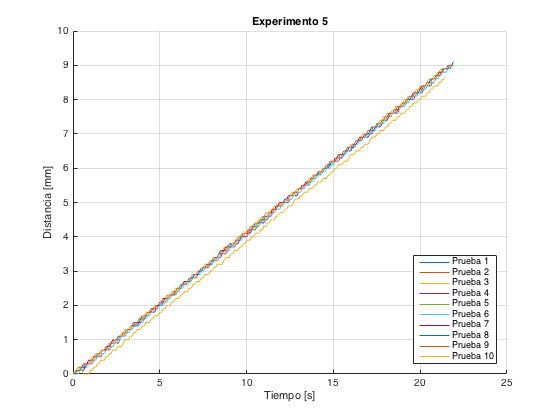 Experimento 5
10
9
8
7
6
5
4
3
2
1
0
Distancia [mm]
0
5
10
15
20
25
Tiempo [s]
Prueba 1
Prueba 2
Prueba 3
Prueba 4
Prueba 5
Prueba 6
Prueba 7
Prueba 8
Prueba 9
Prueba 10